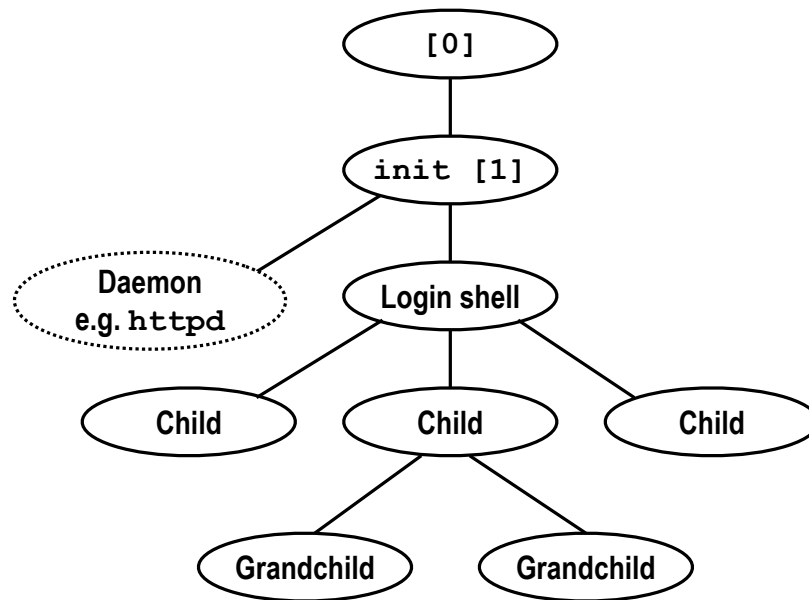 [0]
init [1]
Daemon
e.g. httpd
Login shell
Child
Child
Child
Grandchild
Grandchild